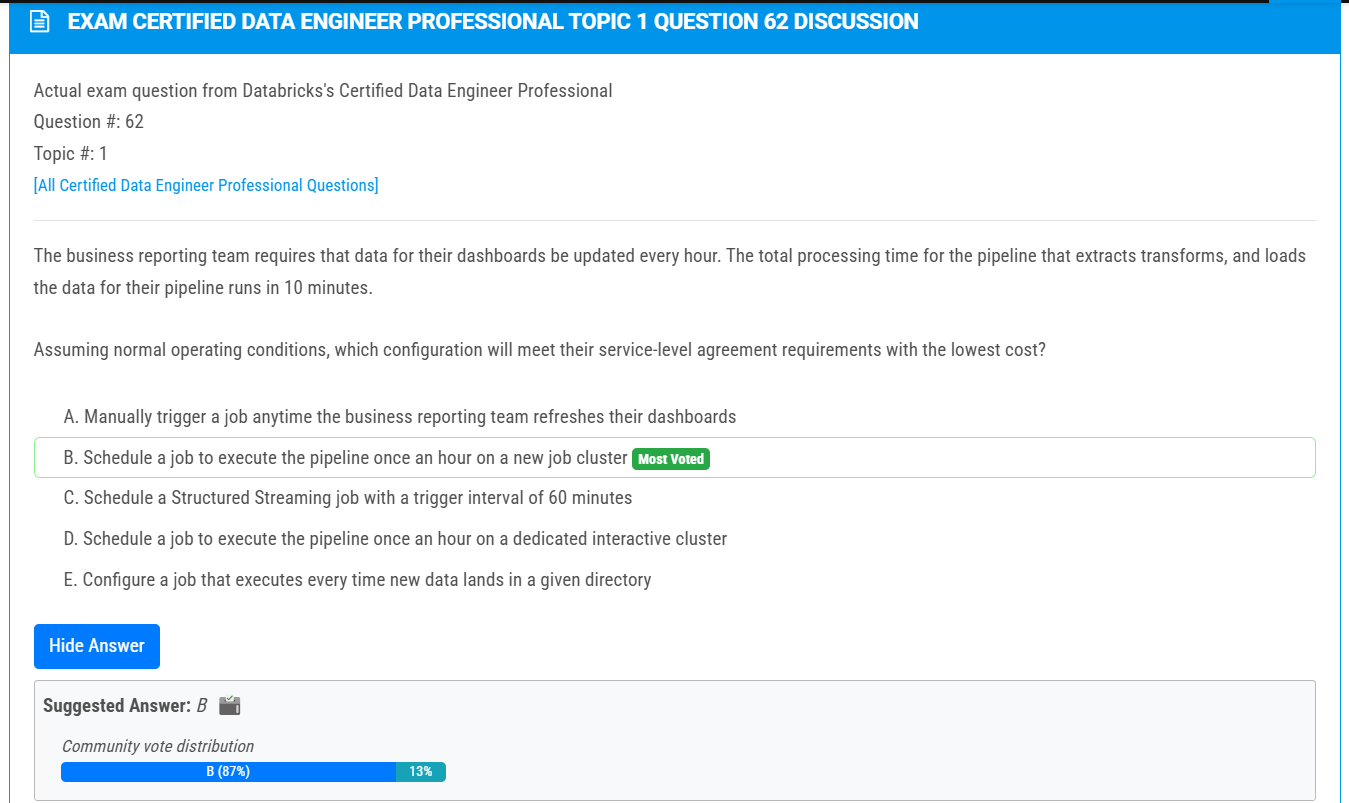 EXAM CERTIFIED DATA ENGINEER PROFESSIONAL TOPIC 1 QUESTION 62 DISCUSSION
Actual exam question from Databricks's Certified Data Engineer Professional
Question #: 62
Topic #: 1
[All Certified Data Engineer Professional Questions]
The business reporting team requires that data for their dashboards be updated every hour. The total processing time for the pipeline that extracts transforms, and loads
the data for their pipeline runs in 10 minutes.
Assuming normal operating conditions, which configuration will meet their service-level agreement requirements with the lowest cost?
A. Manually trigger a job anytime the business reporting team refreshes their dashboards
B. Schedule a job to execute the pipeline once an hour on a new job cluster Most Voted
C. Schedule a Structured Streaming job with a trigger interval of 60 minutes
D. Schedule a job to execute the pipeline once an hour on a dedicated interactive cluster
E. Configure a job that executes every time new data lands in a given directory
Hide Answer
Suggested Answer: B
Community vote distribution
B (87%) 13%